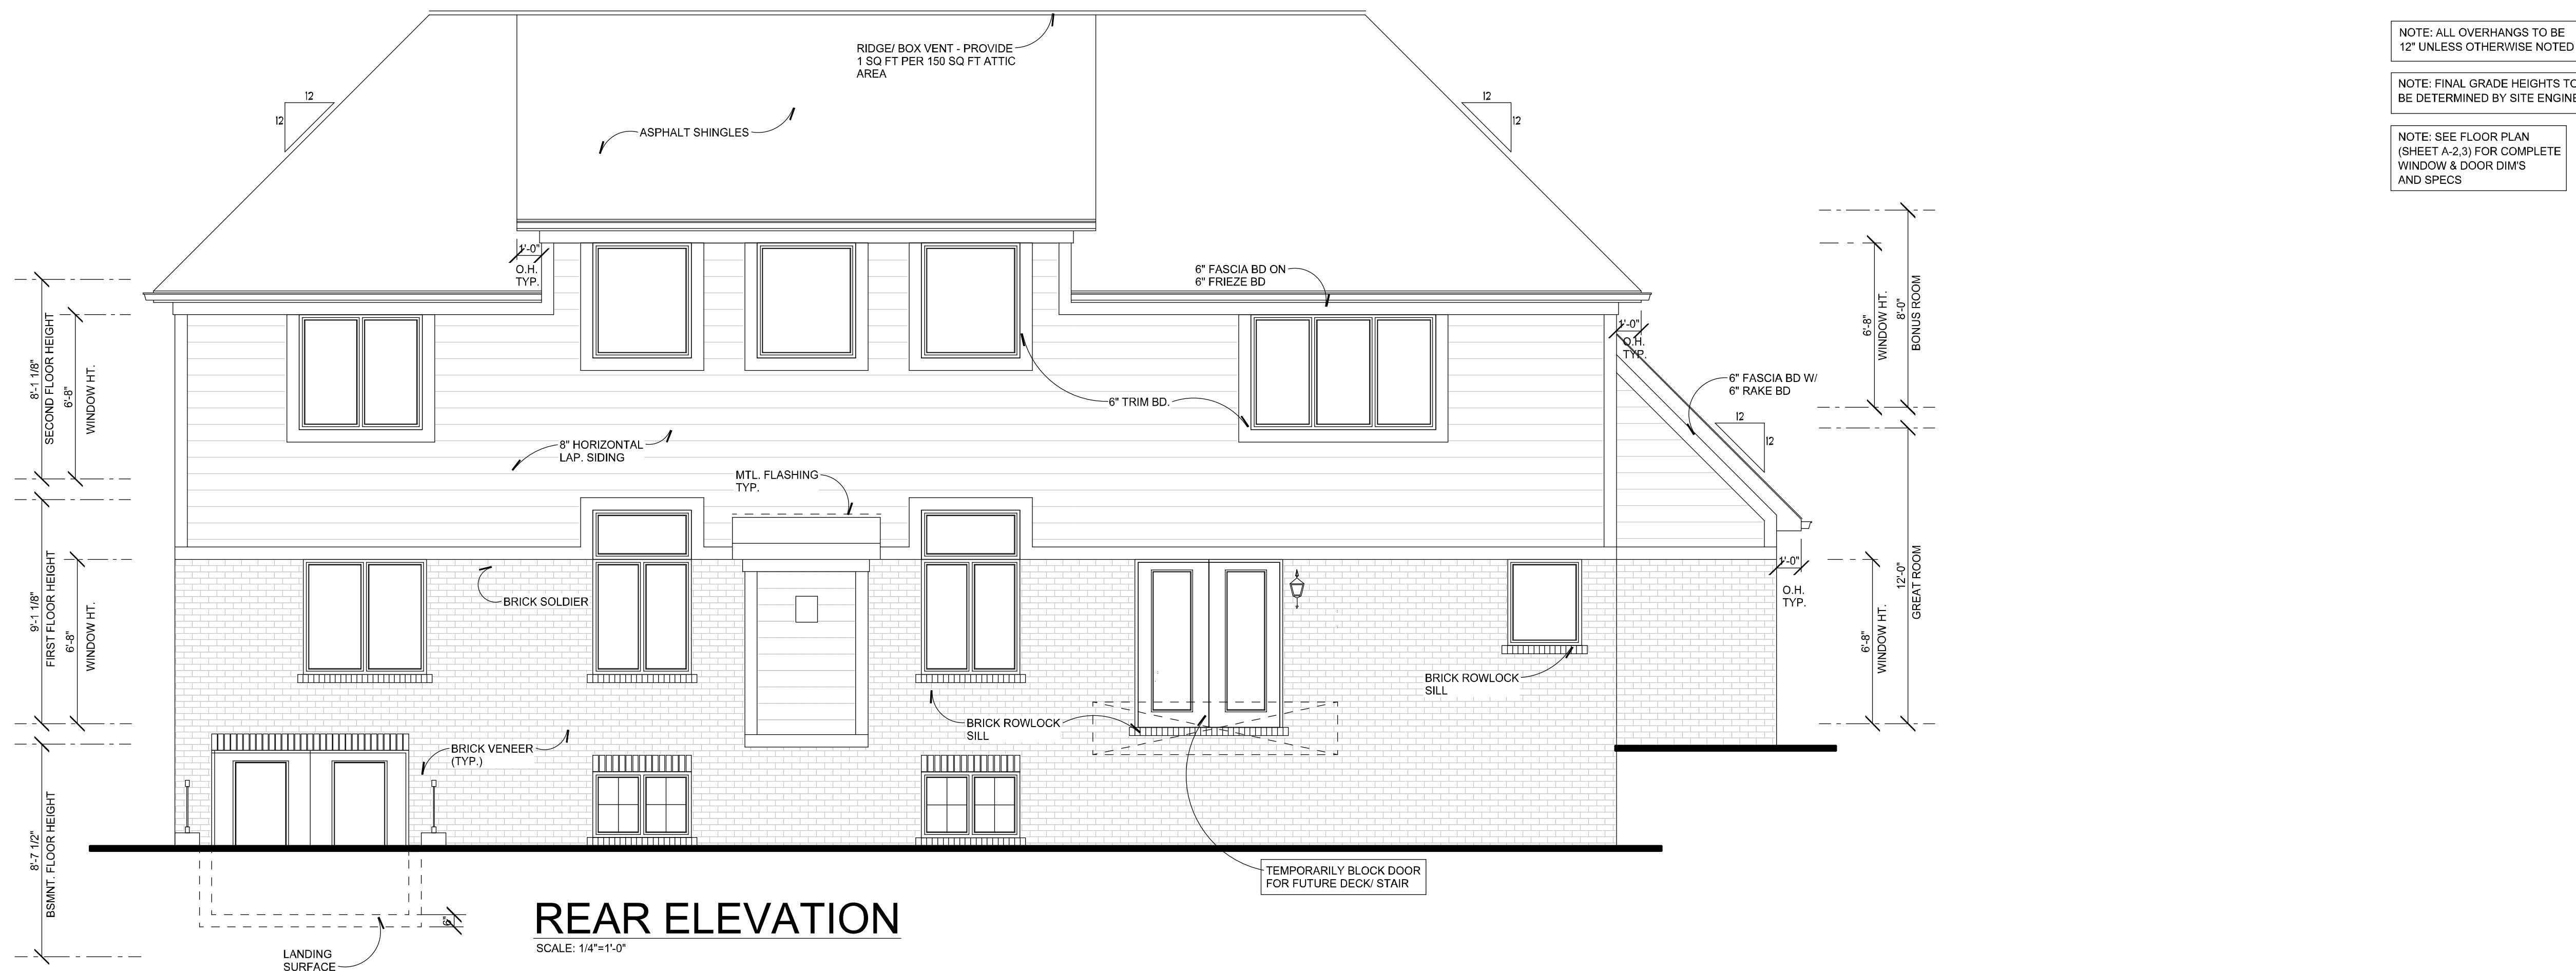 RIDGE/ BOX VENT - PROVIDE
1 SQ FT PER 150 SQ FT ATTIC
AREA
NOTE: ALL OVERHANGS TO BE
12" UNLESS OTHERWISE NOTED
NOTE: FINAL GRADE HEIGHTS TO
BE DETERMINED BY SITE
NOTE: SEE FLOOR PLAN
(SHEET A-2,3) FOR COMPLETE
WINDOW & DOOR DIM'S
AND SPECS
12
12
12
12
ASPHALT SHINGLES
1'-0"
O.H.
TYP.
6" FASCIA BD ON
6" FRIEZE BD
1'-0"
O.H.
TYP.
6" FASCIA BD W/
6" RAKE BD
12
12
6" TRIM BD.
8" HORIZONTAL
LAP. SIDING
MTL. FLASHING
TYP.
8'-1 1/8"
SECOND FLOOR HEIGHT
6'-8"
WINDOW HT.
6'-8"
WINDOW HT.
8'-0"
BONUS ROOM
9'-1 1/8"
FIRST FLOOR HEIGHT
6'-8"
WINDOW HT.
6'-8"
WINDOW HT.
12'-0"
GREAT ROOM
1'-0"
O.H.
TYP.
BRICK SOLDIER
BRICK ROWLOCK
SILL
BRICK ROWLOCK
SILL
BRICK VENEER
(TYP.)
8'-7 1/2"
BSMNT. FLOOR HEIGHT
TEMPORARILY BLOCK DOOR
FOR FUTURE DECK/ STAIR
6"
LANDING
SURFACE
REAR ELEVATION
SCALE: 1/4"=1'-0"